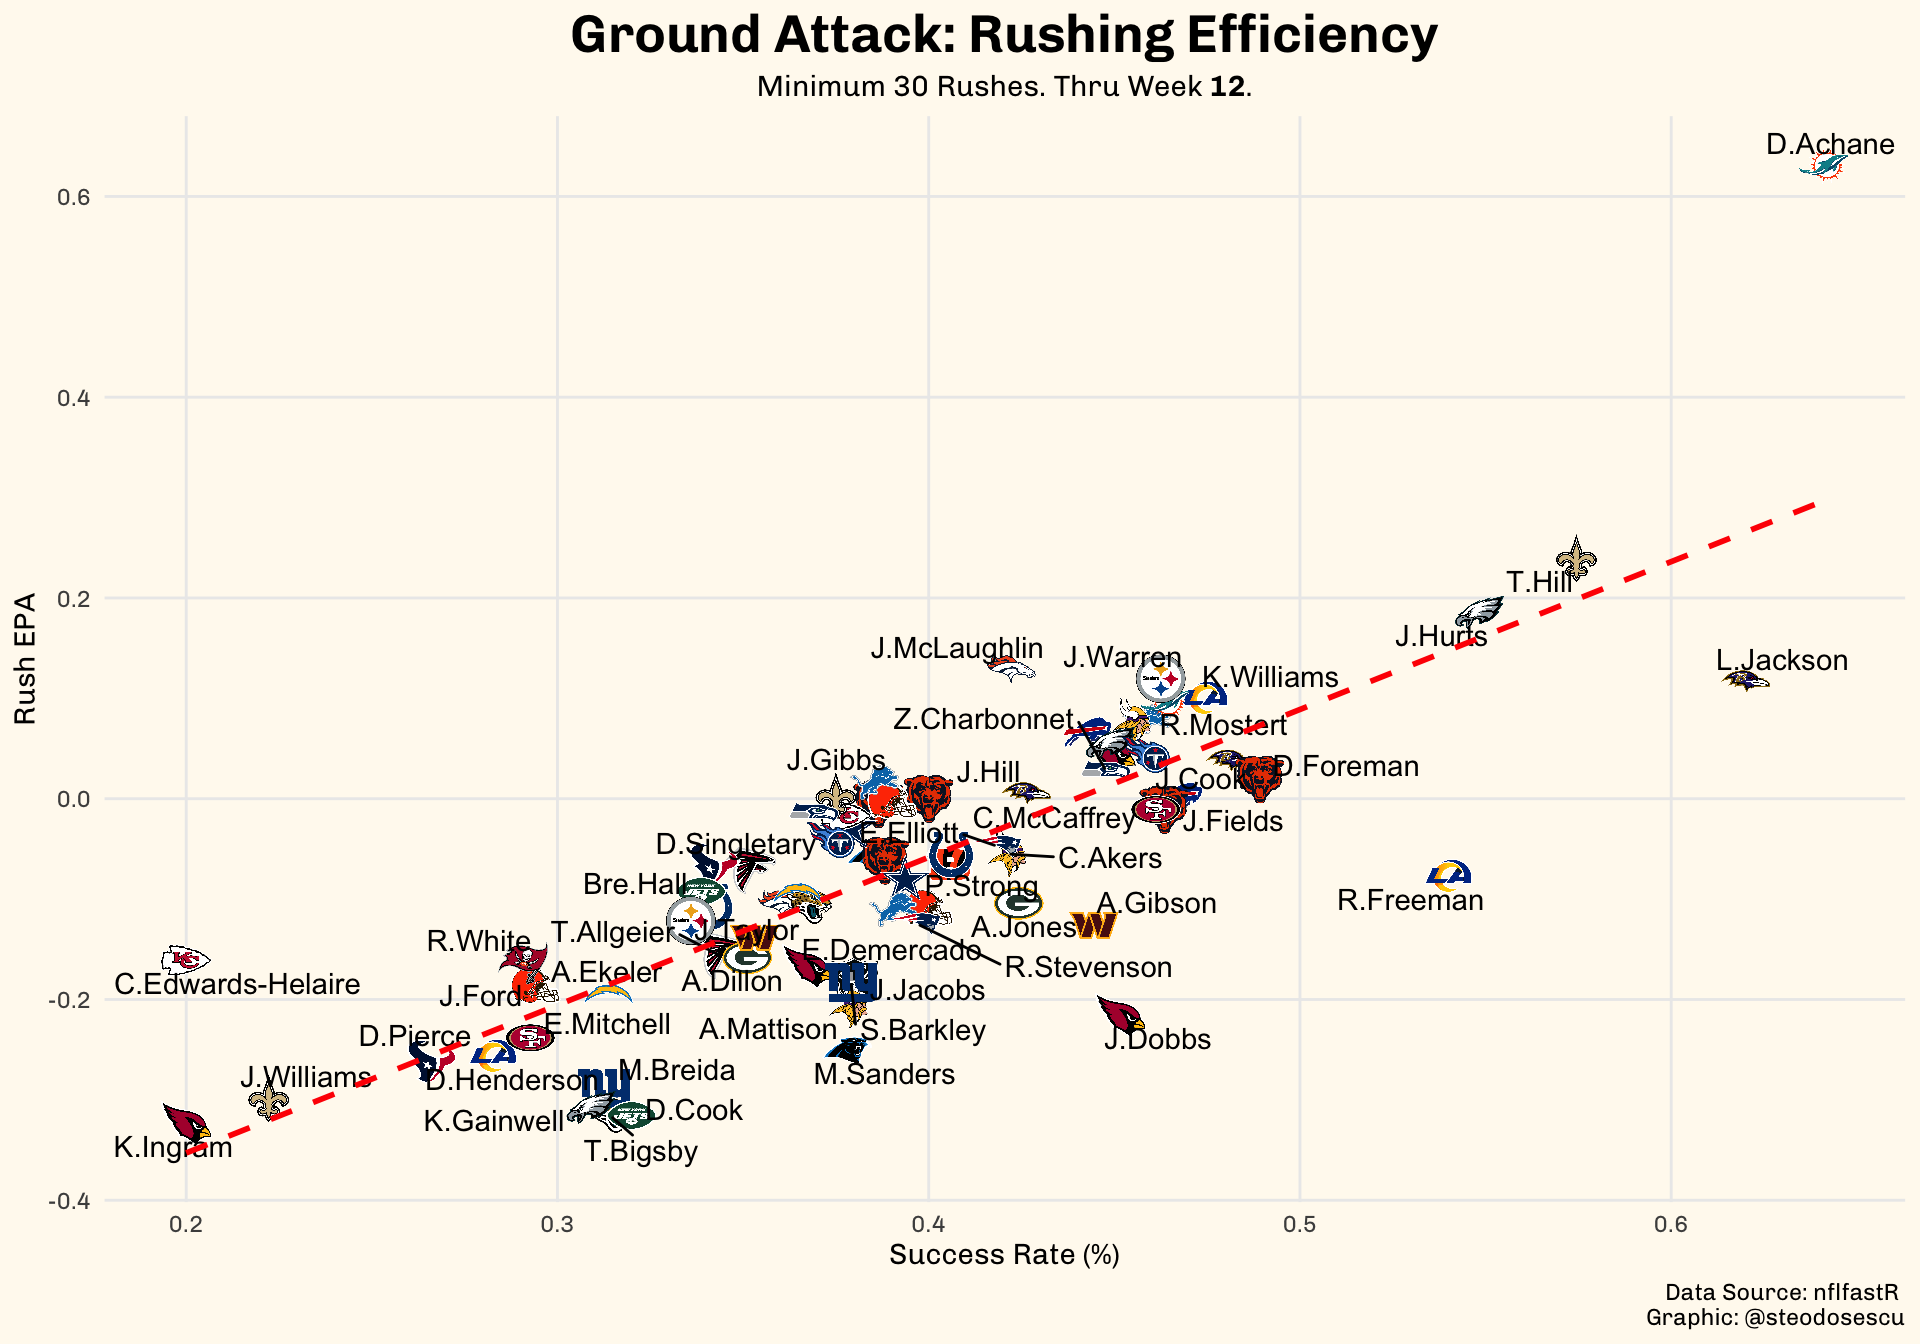 Ground Attack: Rushing Efficiency
Minimum 30 Rushes. Thru Week 12.
D.Achane
0.6
0.4
0.2
0.0
-0.2
-0.4
Rush EPA
T.Hill
J.Hurts
J.McLaughlin
J.Warren
L.Jackson
K.Williams
Z.Charbonnet
R.Mostert
J.Gibbs
J.Hill
D.Foreman
J.Cook
C.McCaffrey
J.Fields
E.Elliott
D.Singletary
C.Akers
Bre.Hall
P.Strong
R.Freeman
A.Gibson
T.Allgeier
J.Taylor
A.Jones
R.White
E.Demercado
R.Stevenson
A.Ekeler
C.Edwards-Helaire
A.Dillon
J.Ford
J.Jacobs
E.Mitchell
A.Mattison
S.Barkley
D.Pierce
J.Dobbs
M.Breida
M.Sanders
J.Williams
D.Henderson
D.Cook
K.Gainwell
K.Ingram
T.Bigsby
0.2
0.3
0.4
0.5
0.6
Success Rate (%)
Data Source: nflfastR
Graphic: @steodosescu